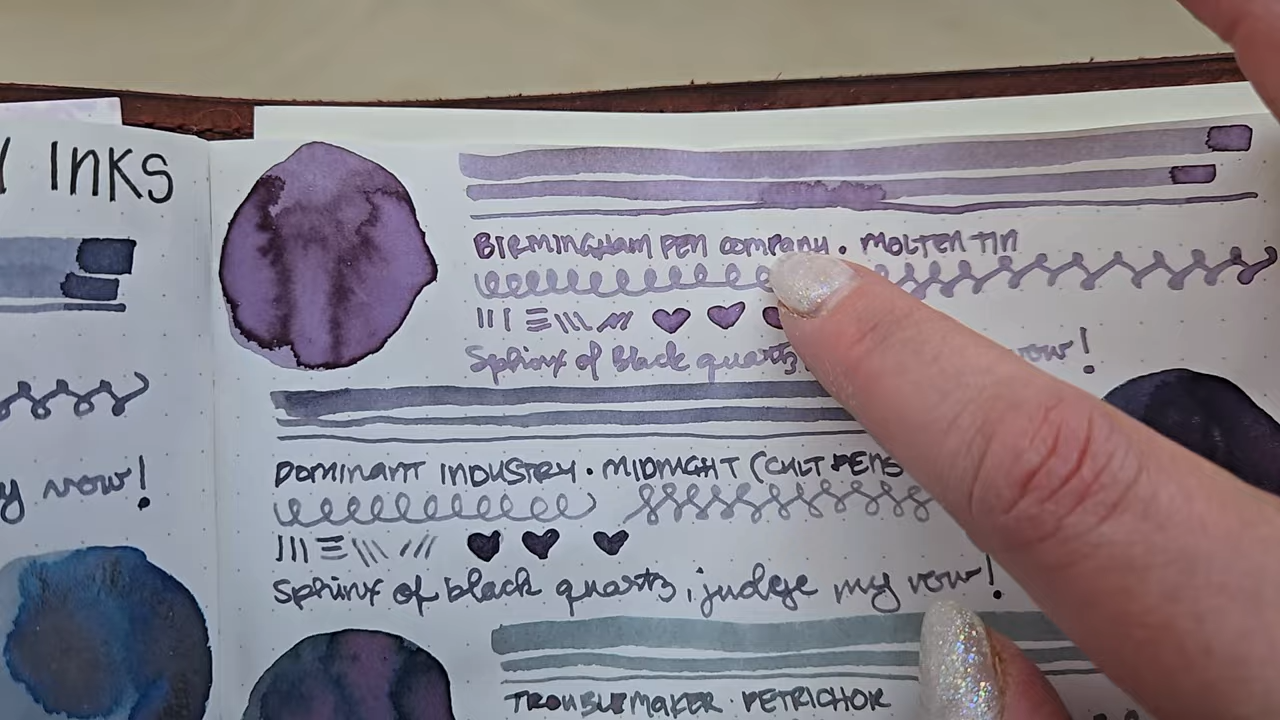 INKS
y vow!
BIRMINGHAM PEN COMPANY. MOLTEN TIN
Sphinx of black quartz vow!
DOMINANT INDUSTRY. MIDNIGHT (CULT PENS
Sphinx of black quartz, judge my vow!
TROUBLEMAKER. PETRICHOR